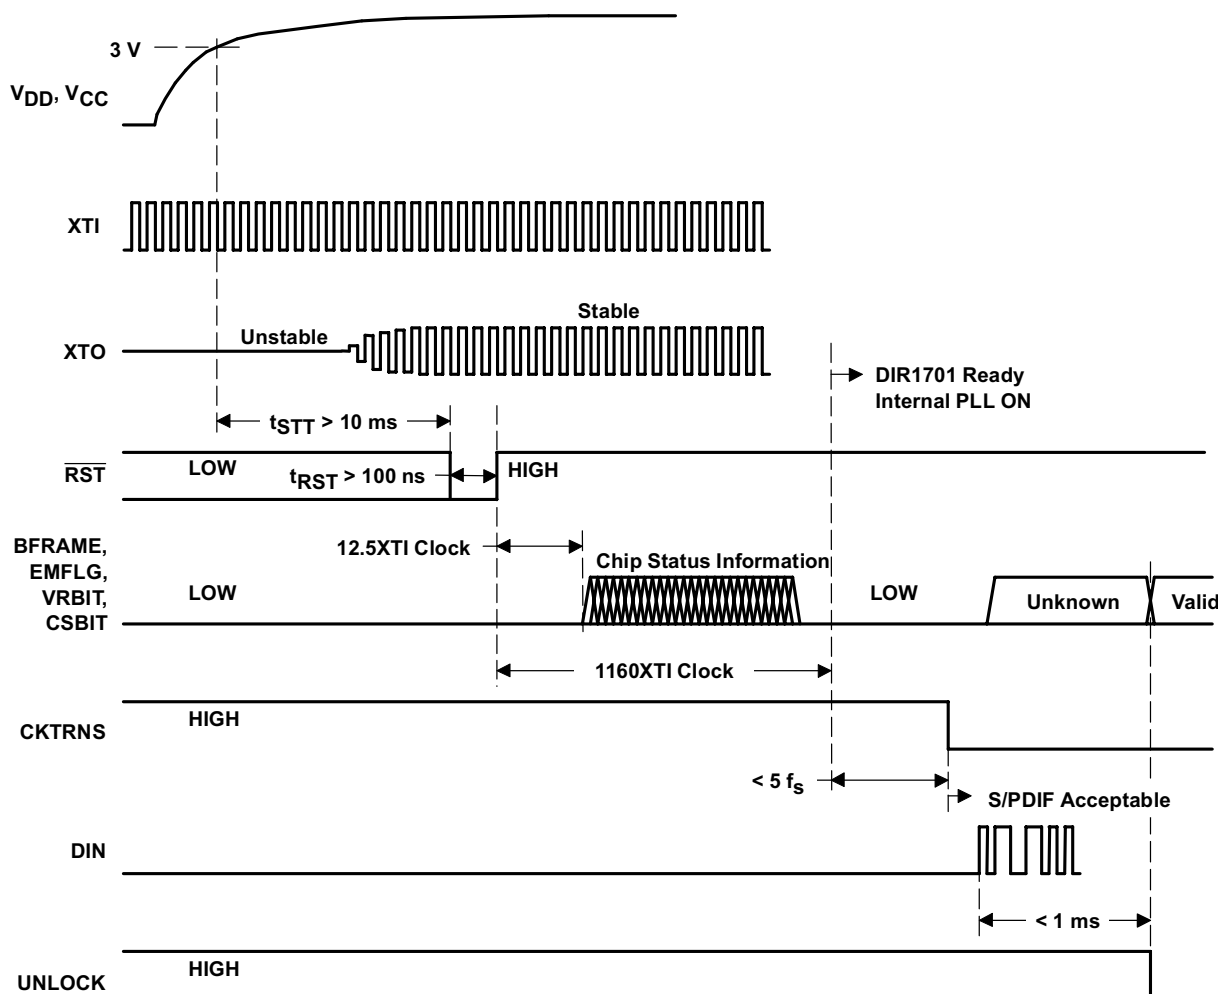 3 V
VDD, VCC
XTI
Stable
Unstable
XTO
DIR1701 Ready
Internal PLL ON
tSTT > 10 ms
RST
LOW
tRST > 100 ns
HIGH
BFRAME,
EMFLG,
VRBIT,
CSBIT
12.5XTI Clock
Chip Status Information
LOW
LOW
Unknown
Valid
1160XTI Clock
CKTRNS
HIGH
< 5 fs
S/PDIF Acceptable
DIN
< 1 ms
UNLOCK
HIGH